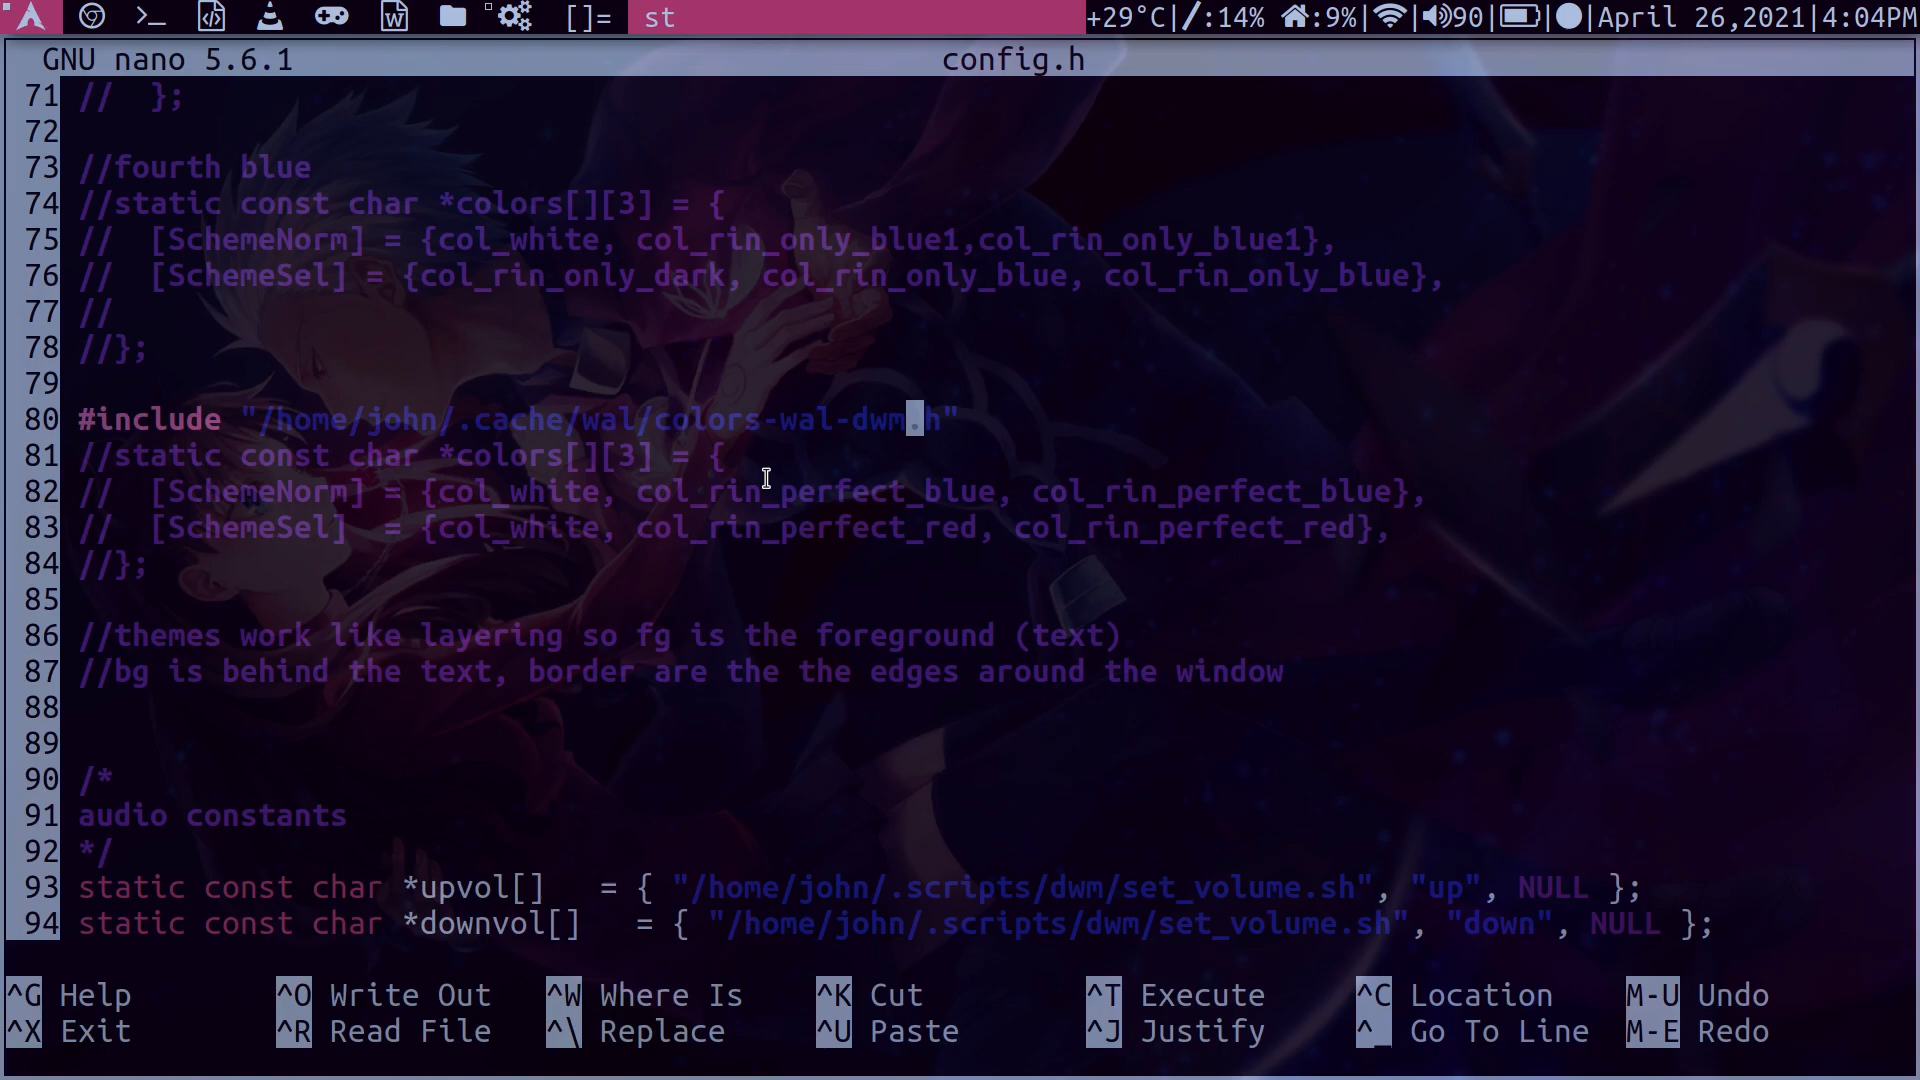 []= st +29°C|/:14% :9%| | 90| | |April 26,2021|4:04PM
GNU nano 5.6.1 config.h
71 //  };
72
73 //fourth blue
74 //static const char *colors[][3] = {
75 //  [SchemeNorm] = {col_white, col_rin_only_blue1,col_rin_only_blue1},
76 //  [SchemeSel] = {col_rin_only_dark, col_rin_only_blue, col_rin_only_blue},
77 //
78 //};
79
80 #include "/home/john/.cache/wal/colors-wal-dwm.h"
81 //static const char *colors[][3] = {
82 //  [SchemeNorm] = {col_white, col_rin_perfect_blue, col_rin_perfect_blue},
83 //  [SchemeSel]  = {col_white, col_rin_perfect_red, col_rin_perfect_red},
84 //};
85
86 //themes work like layering so fg is the foreground (text)
87 //bg is behind the text, border are the the edges around the window
88
89
90 /*
91 audio constants
92 */
93 static const char *upvol[]   = { "/home/john/.scripts/dwm/set_volume.sh", "up", NULL };
94 static const char *downvol[]   = { "/home/john/.scripts/dwm/set_volume.sh", "down", NULL };
^G Help ^O Write Out ^W Where Is ^K Cut ^T Execute ^C Location M-U Undo
^X Exit ^R Read File ^\ Replace ^U Paste ^J Justify ^_ Go To Line M-E Redo